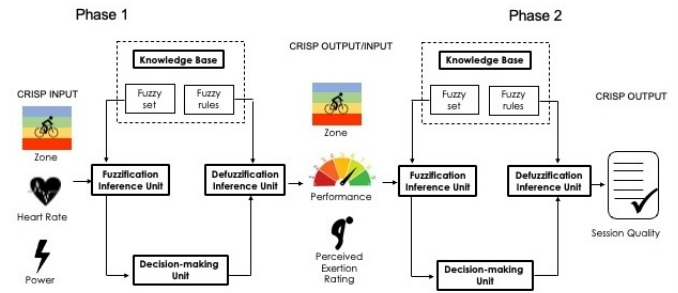 Phase 1
Phase 2
Knowledge Base
Fuzzy
set
Fuzzy
rules
CRISP INPUT
Zone
Heart Rate
Power
Fuzzification
Inference Unit
Defuzzification
Inference Unit
Decision-making
Unit
CRISP OUTPUT/INPUT
Zone
Performance
Perceived
Exertion
Rating
Knowledge Base
Fuzzy
set
Fuzzy
rules
Fuzzification
Inference Unit
Defuzzification
Inference Unit
Decision-making
Unit
CRISP OUTPUT
Session Quality